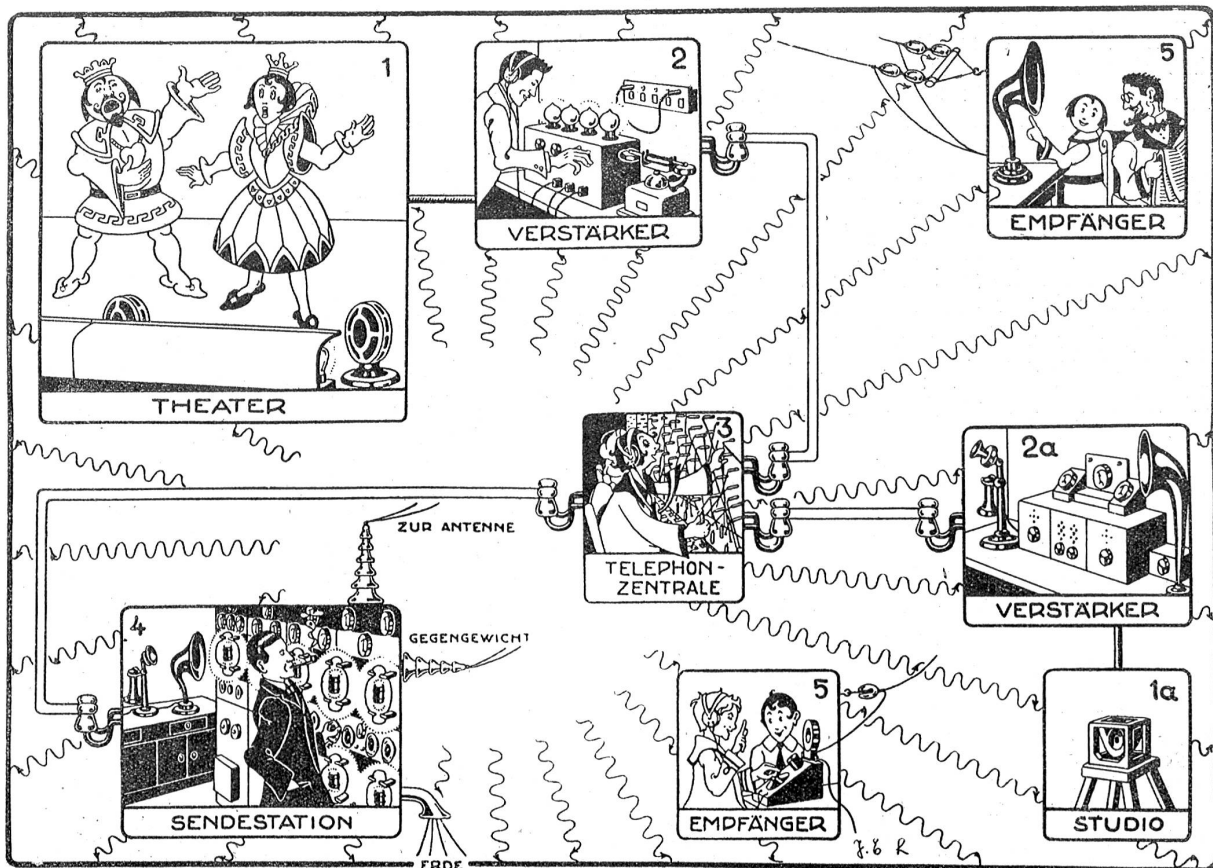 1
THEATER
2
VERSTÄRKER
5
EMPFÄNGER
3
TELEPHON-
ZENTRALE
2a
VERSTÄRKER
ZUR ANTENNE
4
GEGENGEWICHT
SENDESTATION
ERDE
5
EMPFÄNGER
1a
STUDIO